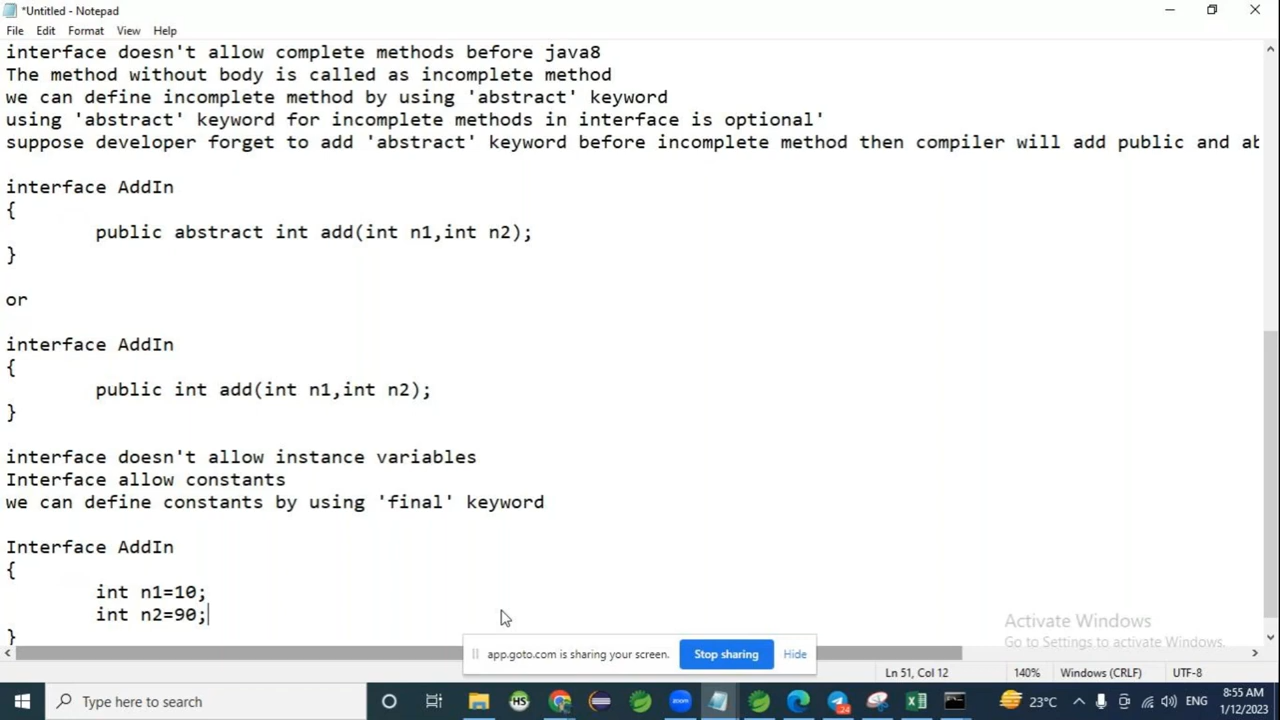 *Untitled - Notepad
File Edit Format View Help
interface doesn't allow complete methods before java8
The method without body is called as incomplete method
we can define incomplete method by using 'abstract' keyword
using 'abstract' keyword for incomplete methods in interface is optional'
suppose developer forget to add 'abstract' keyword before incomplete method then compiler will add public and ab
interface AddIn
{
public abstract int add(int n1,int n2);
}
or
interface AddIn
{
public int add(int n1,int n2);
}
interface doesn't allow instance variables
Interface allow constants
we can define constants by using 'final' keyword
Interface AddIn
{
int n1=10;
int n2=90;
}
Activate Windows
Go to Settings to activate Windows.
app.goto.com is sharing your screen. Stop sharing Hide
Ln 51, Col 12 140% Windows (CRLF) UTF-8
Type here to search HS zoom 24 23°C ENG 8:55 AM
1/12/2023